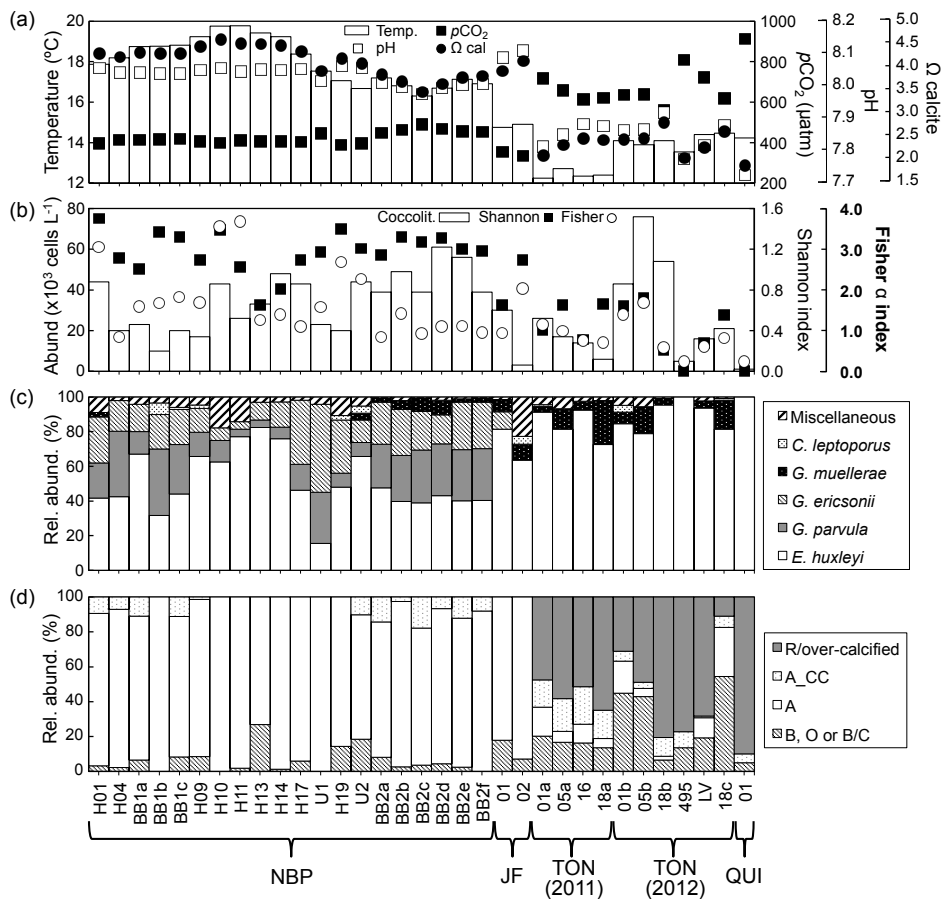 (a)
Temperature (ºC)
20
18
16
14
12
Temp.
pH
pCO2
Ω cal
1000
800
600
400
200
pCO2 (µatm)
8.2
8.1
8.0
7.9
7.8
7.7
pH
5.0
4.5
4.0
3.5
3.0
2.5
2.0
1.5
Ω calcite
(b)
Abund (x10³ cells L⁻¹)
80
60
40
20
0
Coccolit.
Shannon
Fisher
1.6
1.2
0.8
0.4
0
Shannon index
4.0
3.0
2.0
1.0
0.0
Fisher α index
(c)
Rel. abund. (%)
100
80
60
40
20
0
Miscellaneous
C. leptoporus
G. muellerae
G. ericsonii
G. parvula
E. huxleyi
(d)
Rel. abund. (%)
100
80
60
40
20
0
R/over-calcified
A_CC
A
B, O or B/C
H01
H04
BB1a
BB1b
BB1c
H09
H10
H11
H13
H14
H17
U1
H19
U2
BB2a
BB2b
BB2c
BB2d
BB2e
BB2f
01
02
01a
05a
16
18a
01b
05b
18b
495
LV
18c
01
NBP
JF
TON
(2011)
TON
(2012)
QUI